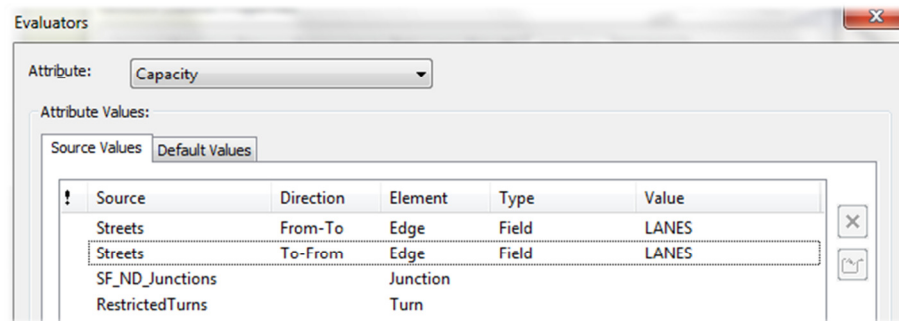 Evaluators
x
Attribute: Capacity
Attribute Values:
Source Values Default Values
! Source Direction Element Type Value
Streets From-To Edge Field LANES
Streets To-From Edge Field LANES
SF_ND_Junctions Junction
RestrictedTurns Turn